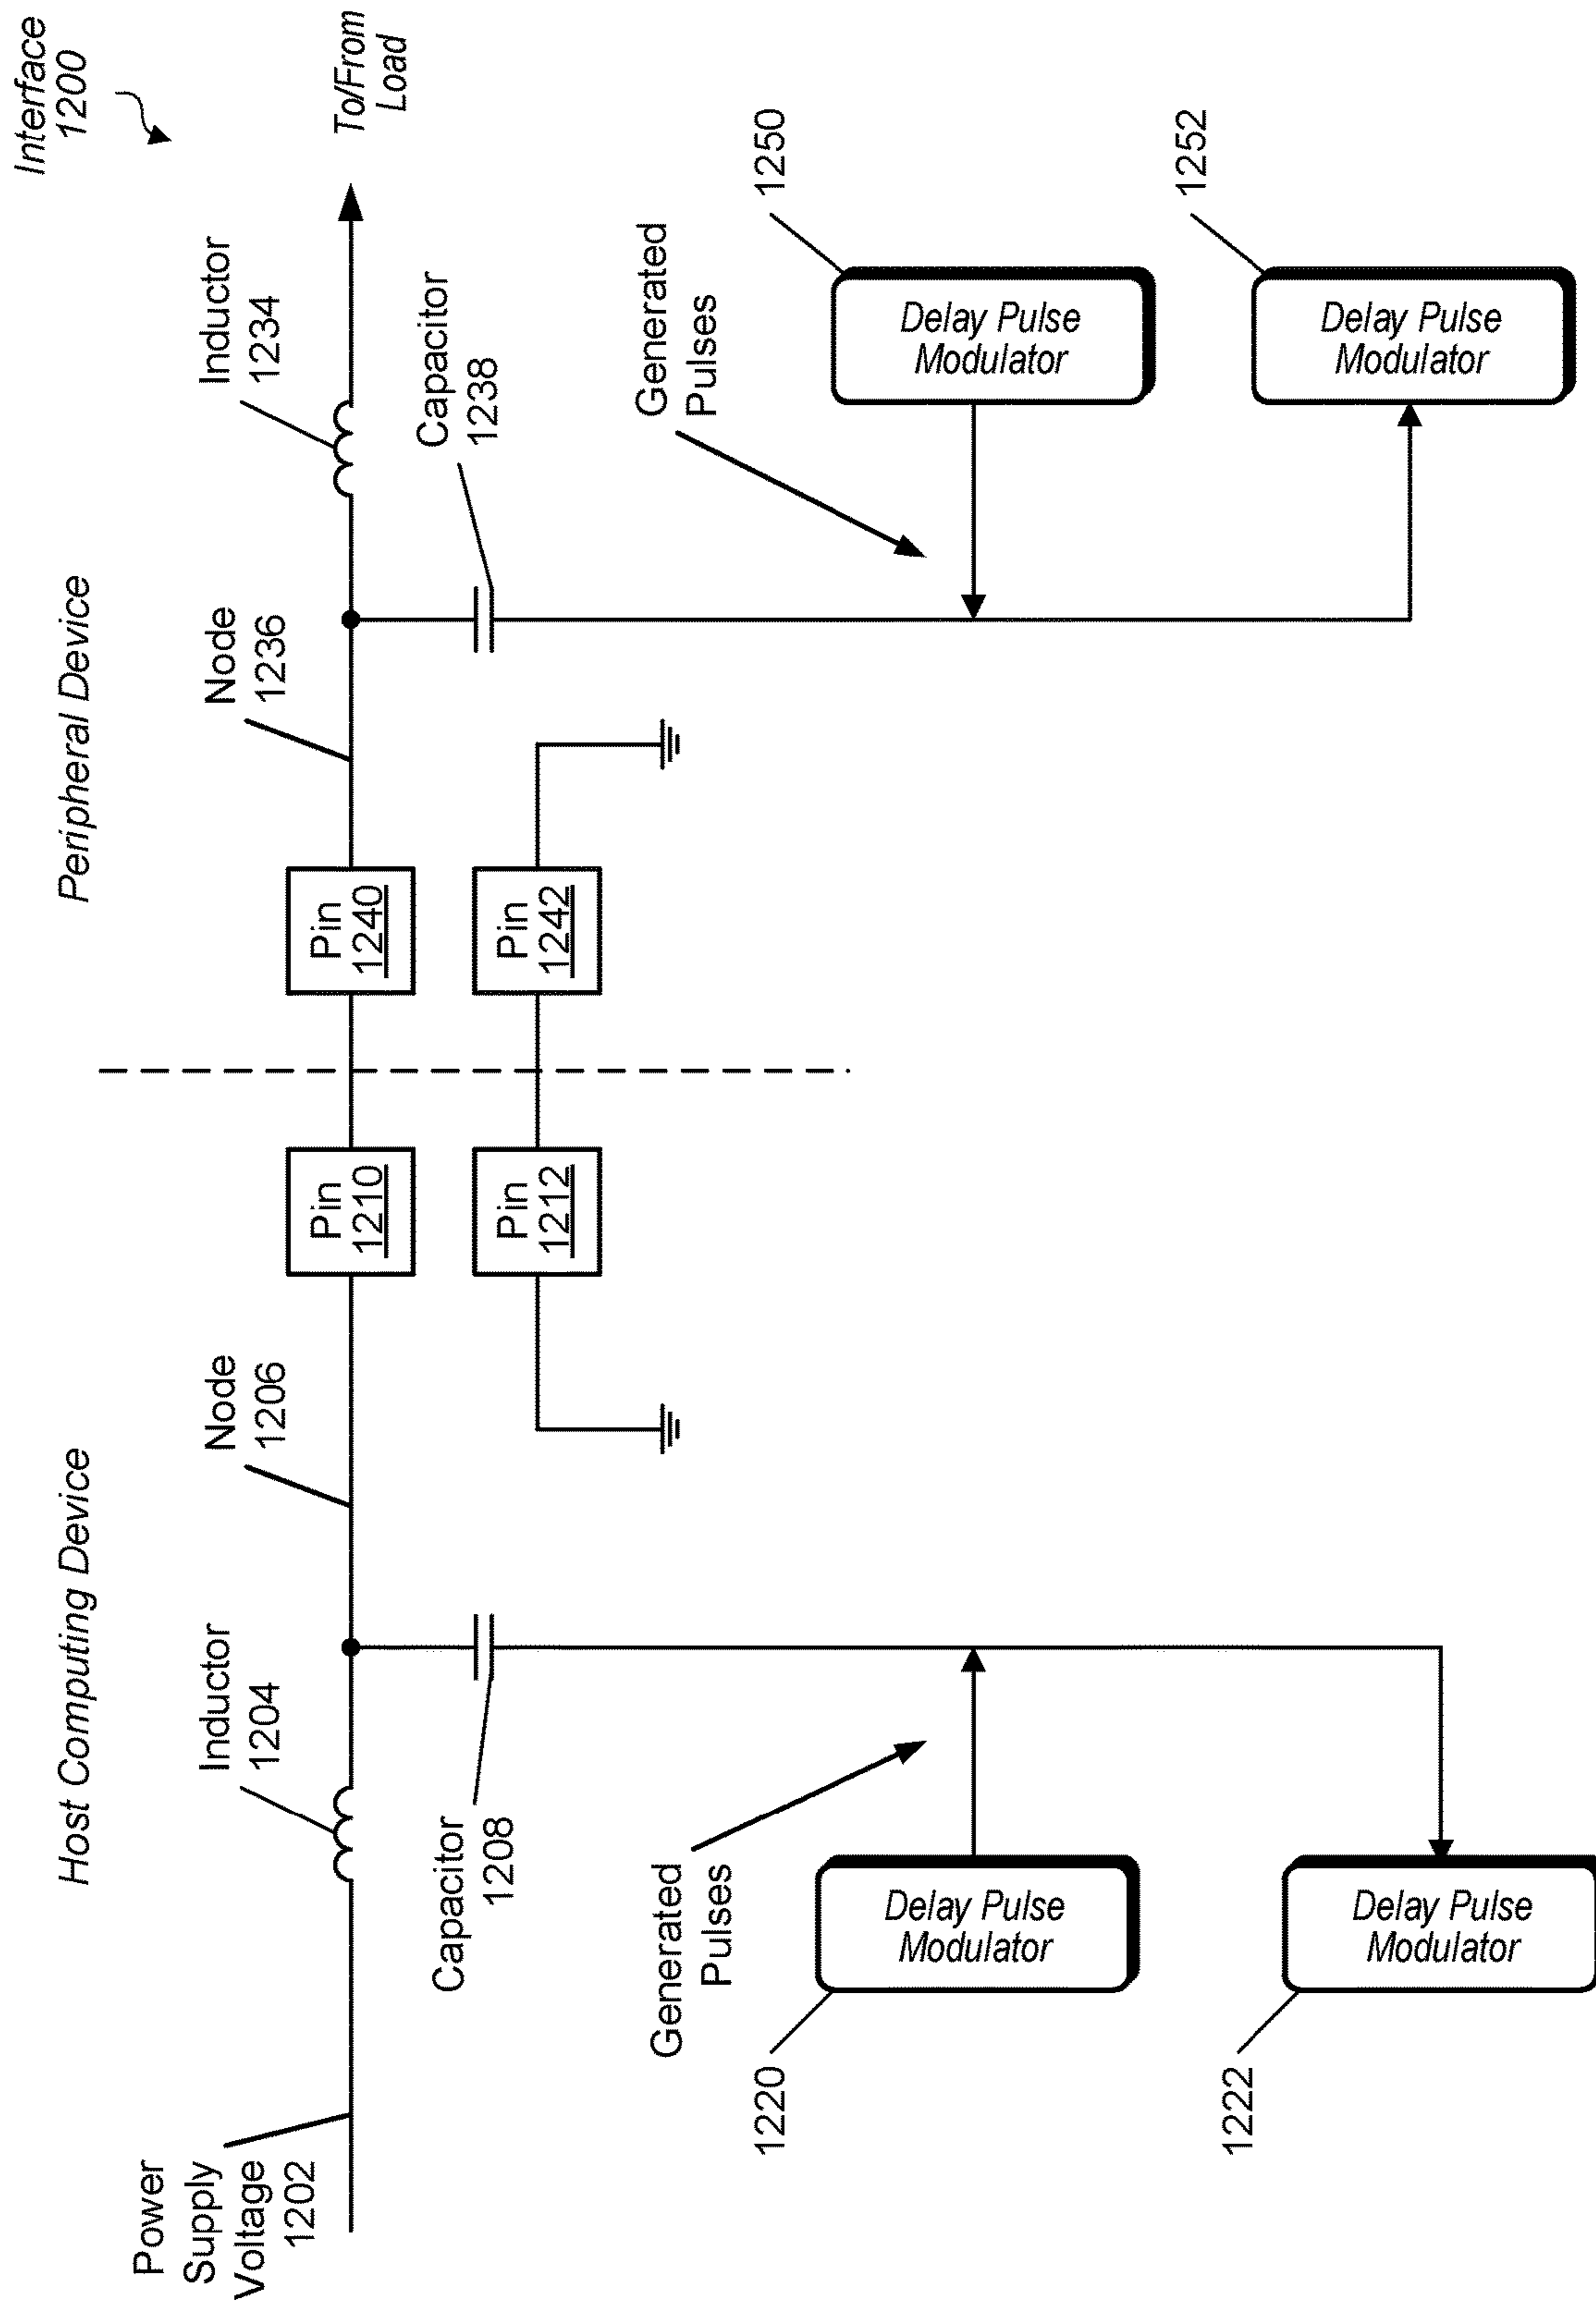 Interface
1200
Host Computing Device
Peripheral Device
Power
Supply
Voltage
1202
Inductor
1204
Node
1206
Node
1236
Inductor
1234
To/From
Load
Pin
1210
Pin
1240
Capacitor
1208
Pin
1212
Pin
1242
Capacitor
1238
Generated
Pulses
Generated
Pulses
1220
Delay Pulse
Modulator
Delay Pulse
Modulator
1250
1222
Delay Pulse
Modulator
Delay Pulse
Modulator
1252